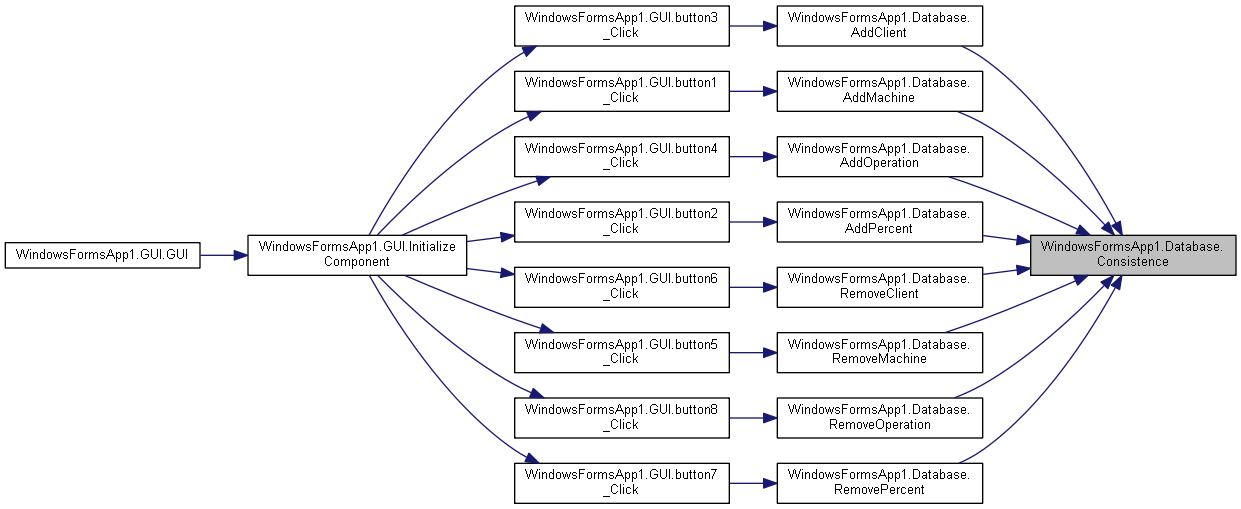 WindowsFormsApp1.GUI.GUI
WindowsFormsApp1.GUI.Initialize
Component
WindowsFormsApp1.GUI.button3
_Click
WindowsFormsApp1.GUI.button1
_Click
WindowsFormsApp1.GUI.button4
_Click
WindowsFormsApp1.GUI.button2
_Click
WindowsFormsApp1.GUI.button6
_Click
WindowsFormsApp1.GUI.button5
_Click
WindowsFormsApp1.GUI.button8
_Click
WindowsFormsApp1.GUI.button7
_Click
WindowsFormsApp1.Database.
AddClient
WindowsFormsApp1.Database.
AddMachine
WindowsFormsApp1.Database.
AddOperation
WindowsFormsApp1.Database.
AddPercent
WindowsFormsApp1.Database.
RemoveClient
WindowsFormsApp1.Database.
RemoveMachine
WindowsFormsApp1.Database.
RemoveOperation
WindowsFormsApp1.Database.
RemovePercent
WindowsFormsApp1.Database.
Consistence